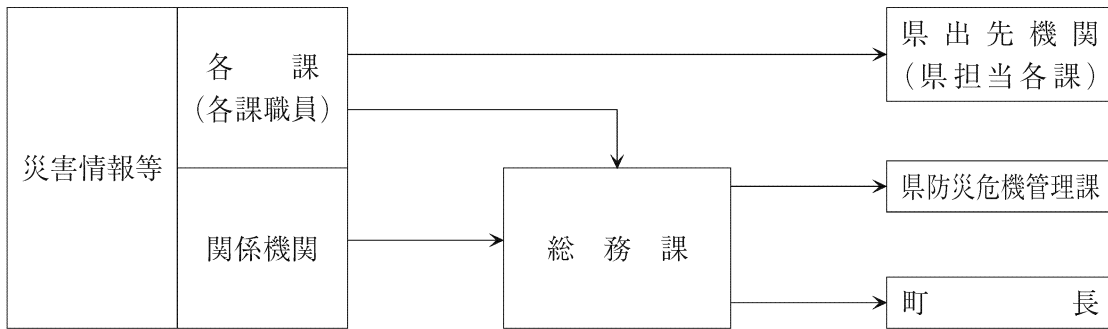 災害情報等
各課
（各課職員）
関係機関
総務課
県出先機関
（県担当各課）
県防災危機管理課
町長